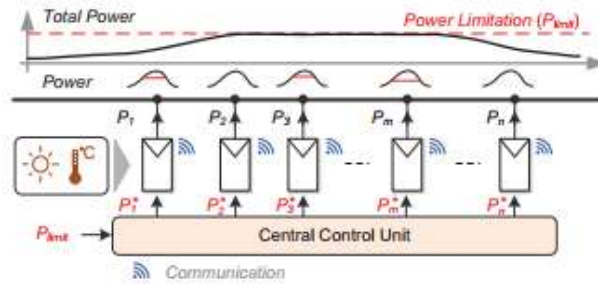 Total Power
Power Limitation (Plimit)
Power
P1 P2 P3 Pm Pn
°C
P1* P2* P3* Pm* Pn*
Plimit
Central Control Unit
Communication